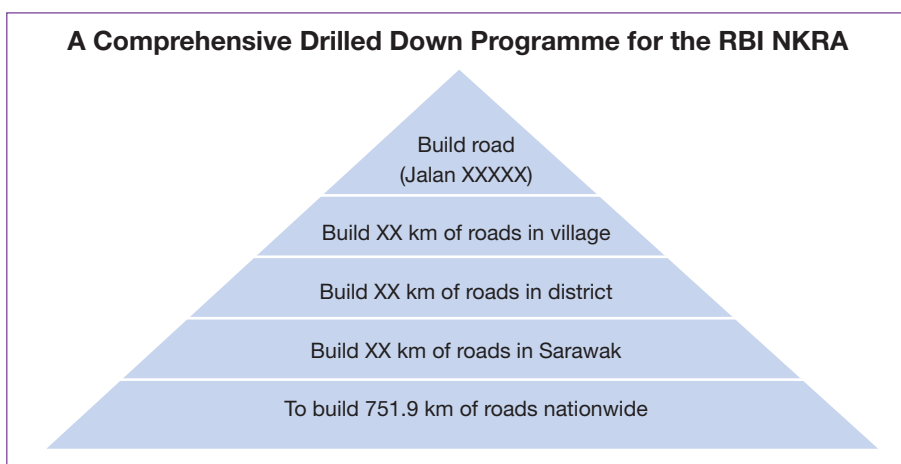 A Comprehensive Drilled Down Programme for the RBI NKRA
Build road
(Jalan XXXXX)
Build XX km of roads in village
Build XX km of roads in district
Build XX km of roads in Sarawak
To build 751.9 km of roads nationwide